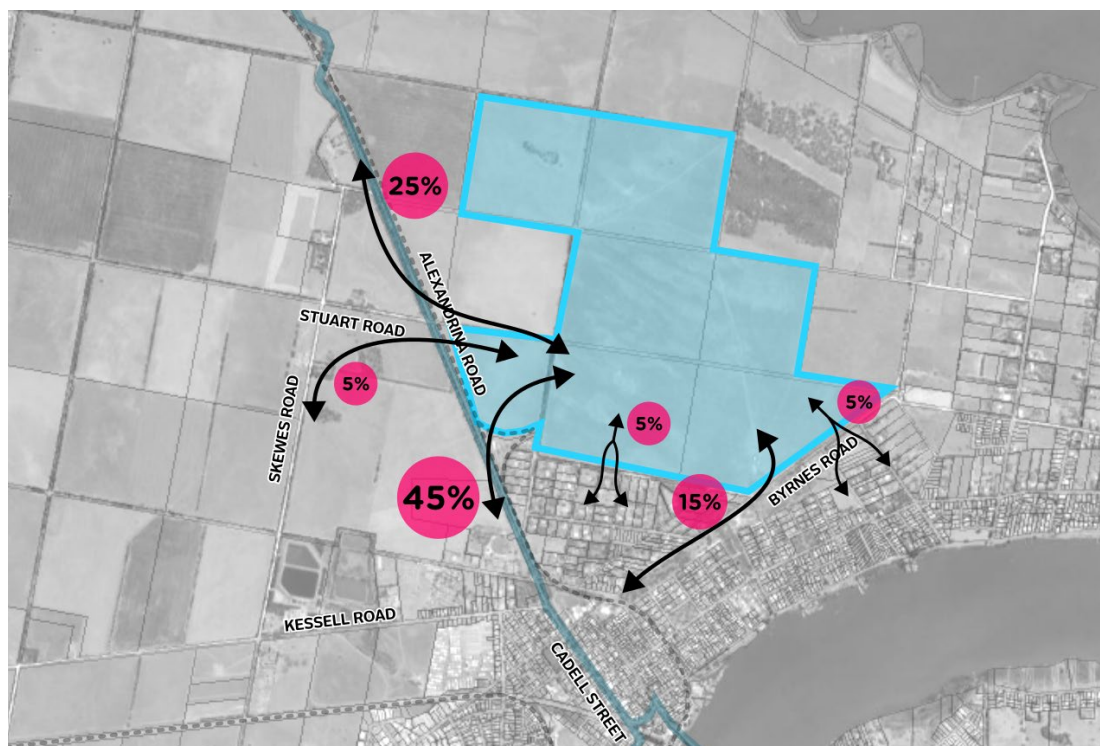 25%
ALEXANDRINA ROAD
STUART ROAD
5%
SKEWES ROAD
5%
5%
BYRNES ROAD
45%
15%
KESSELL ROAD
CADELL STREET